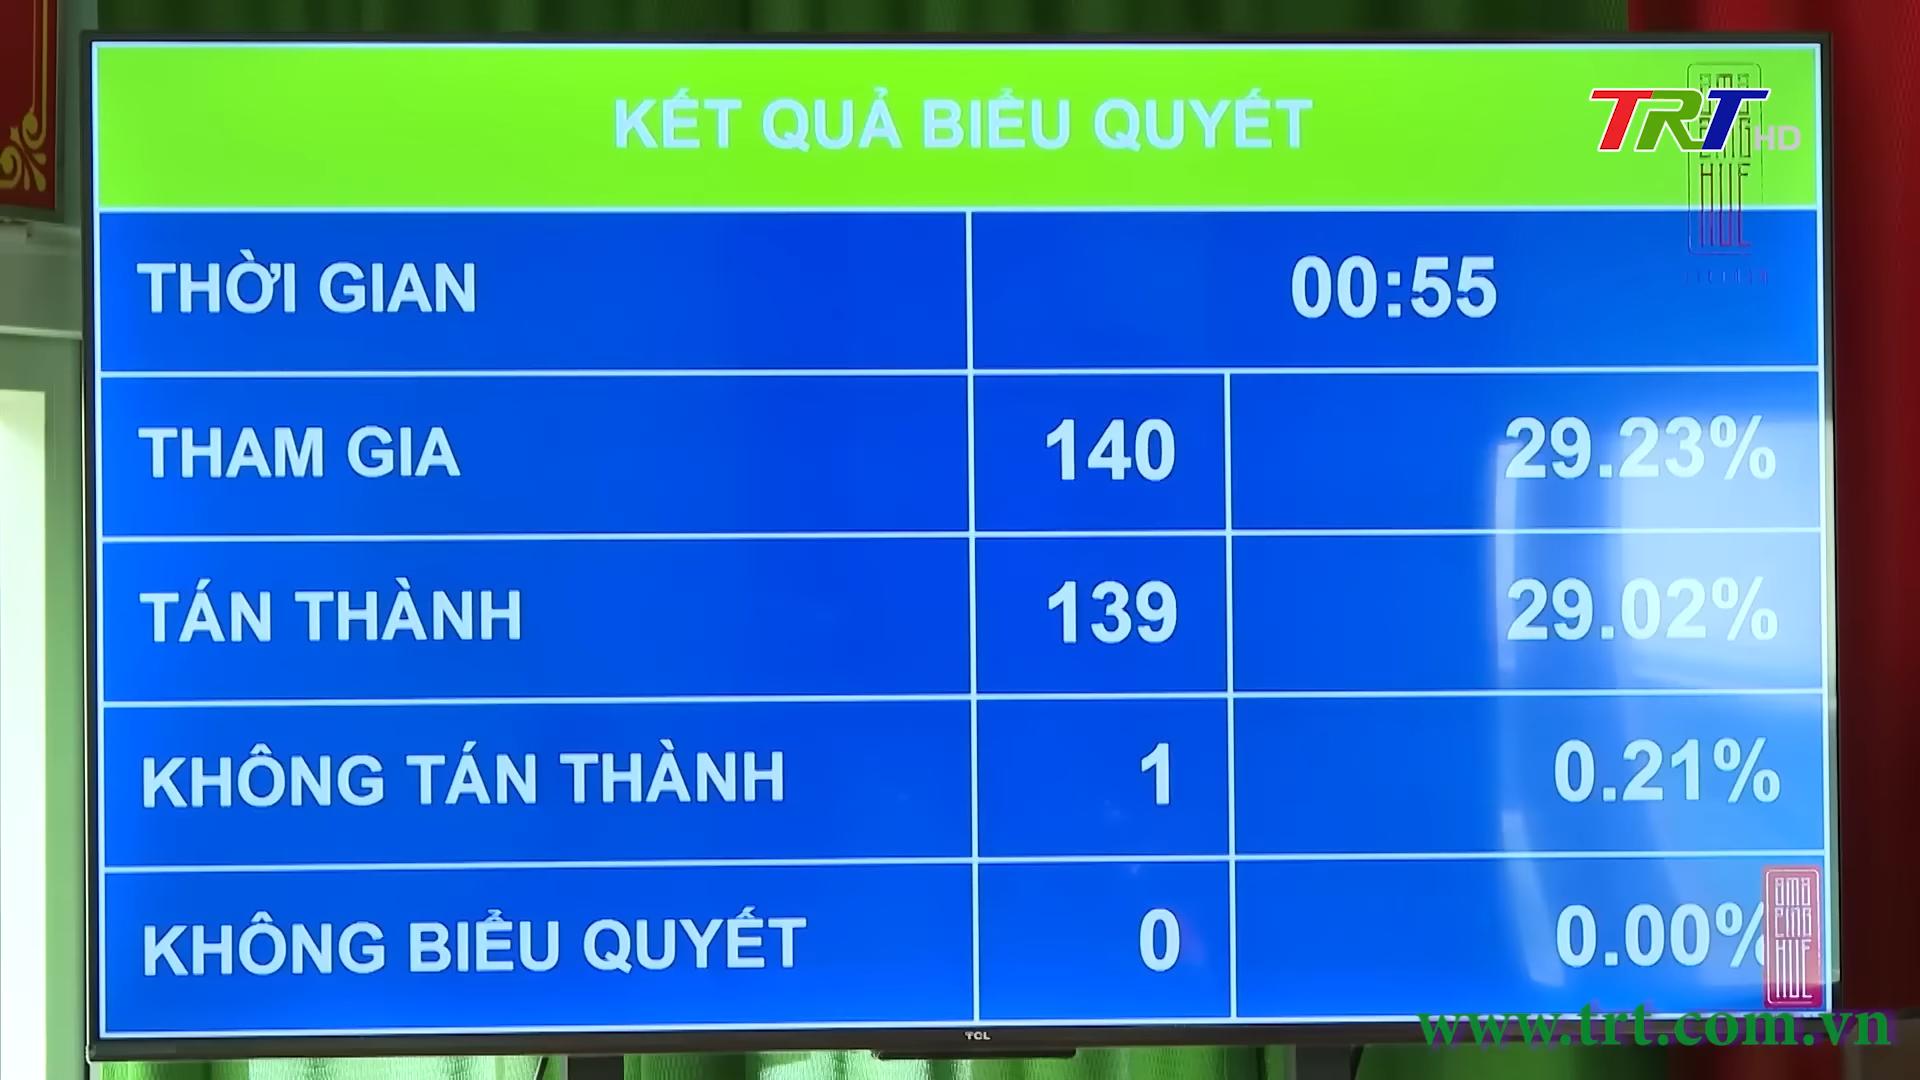 KẾT QUẢ BIỂU QUYẾT
TRT HD
THỜI GIAN 00:55
THAM GIA 140 29.23%
TÁN THÀNH 139 29.02%
KHÔNG TÁN THÀNH 1 0.21%
KHÔNG BIỂU QUYẾT 0 0.00%
TCL
www.trt.com.vn